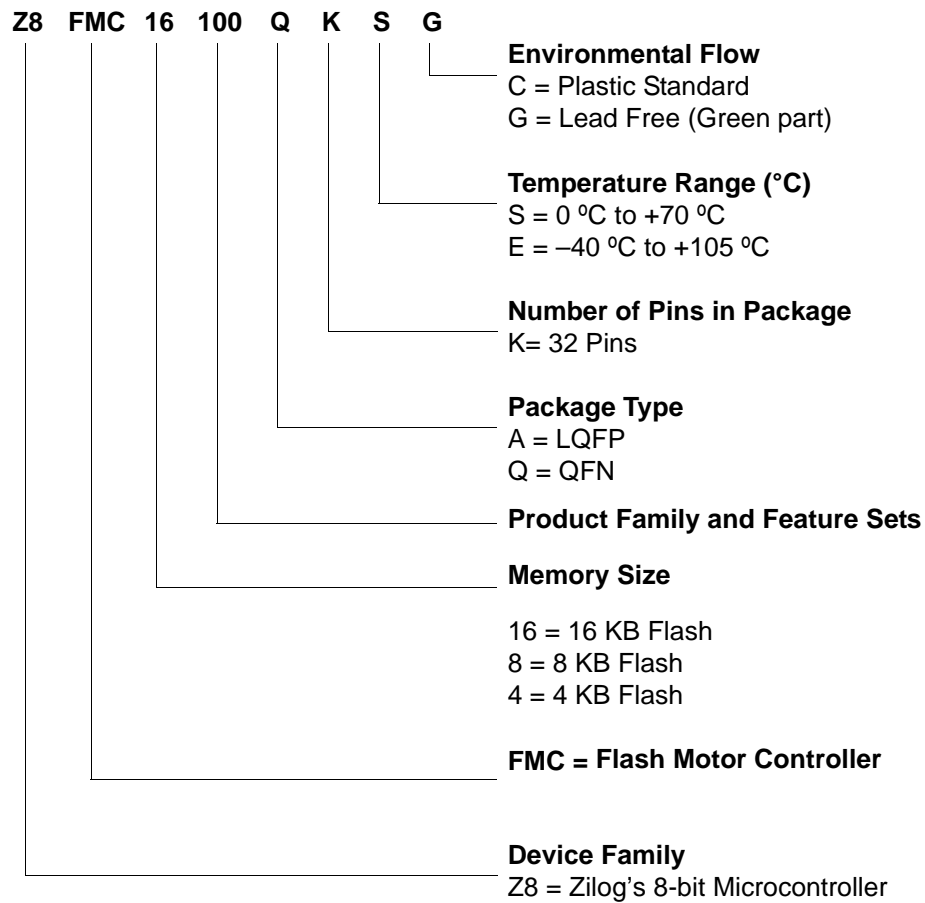 Z8 FMC 16 100 Q K S G
Environmental Flow
C = Plastic Standard
G = Lead Free (Green part)
Temperature Range (°C)
S = 0 ºC to +70 ºC
E = –40 ºC to +105 ºC
Number of Pins in Package
K= 32 Pins
Package Type
A = LQFP
Q = QFN
Product Family and Feature Sets
Memory Size
16 = 16 KB Flash
8 = 8 KB Flash
4 = 4 KB Flash
FMC = Flash Motor Controller
Device Family
Z8 = Zilog's 8-bit Microcontroller